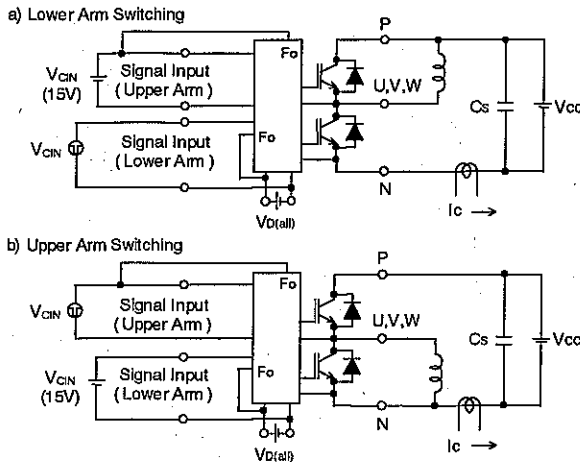 a) Lower Arm Switching
P
Fo
VCIN
(15V)
Signal Input
( Upper Arm )
U,V,W
Cs
Vcc
VCIN
Signal Input
( Lower Arm )
Fo
N
VD(all)
Ic
b) Upper Arm Switching
P
Fo
VCIN
Signal Input
( Upper Arm )
U,V,W
Cs
Vcc
VCIN
(15V)
Signal Input
( Lower Arm )
Fo
N
VD(all)
Ic